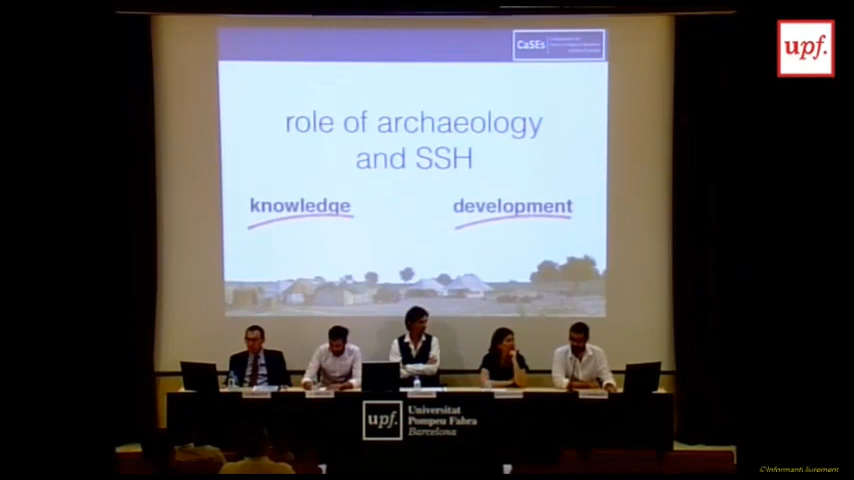 upf.
CaSEs
role of archaeology
and SSH
knowledge
development
upf.
Universitat
Pompeu Fabra
Barcelona